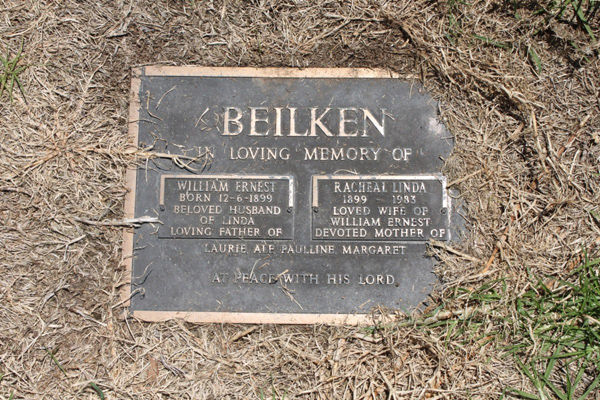 BEILKEN
IN LOVING MEMORY OF
WILLIAM ERNEST
BORN 12-6-1899
BELOVED HUSBAND
OF LINDA
LOVING FATHER OF
RACHEAL LINDA
1899 - 1983
LOVED WIFE OF
WILLIAM ERNEST
DEVOTED MOTHER OF
LAURIE, ALF, PAULLINE, MARGARET
AT PEACE WITH HIS LORD